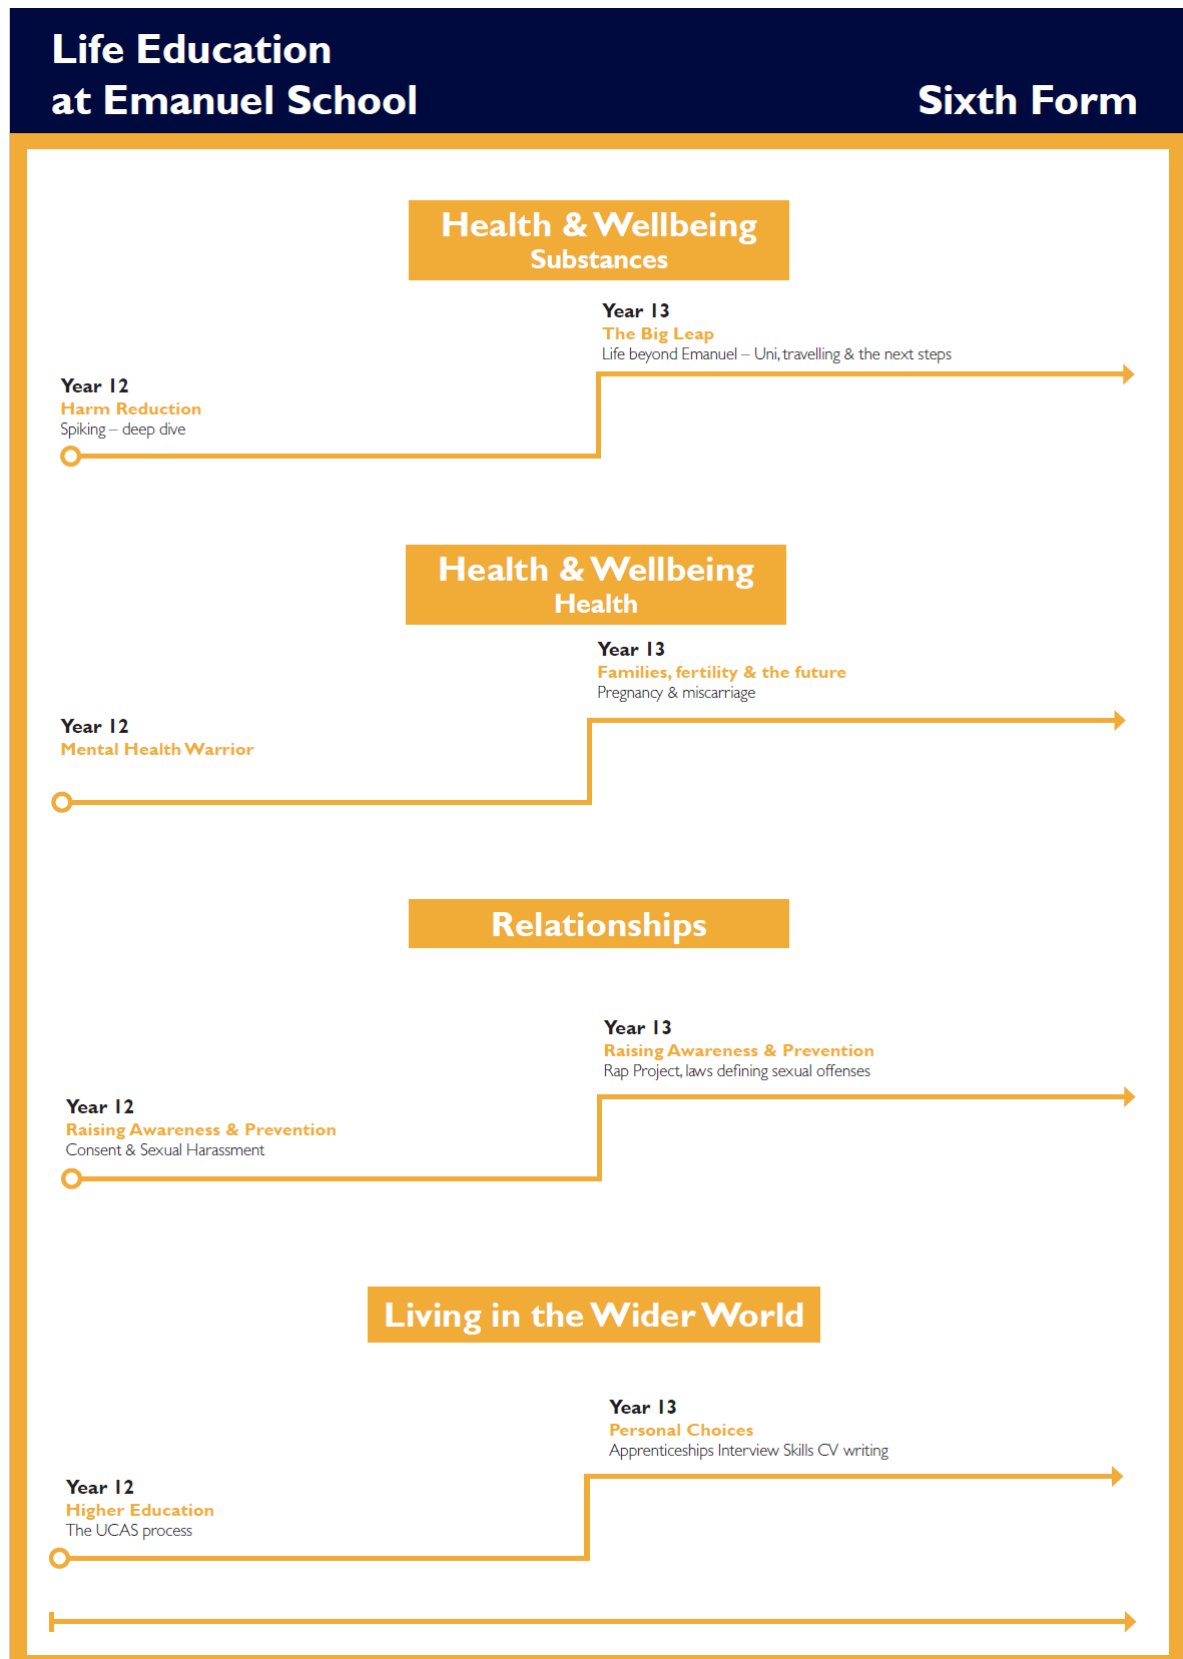 Life Education
at Emanuel School
Sixth Form
Health & Wellbeing
Substances
Year 13
The Big Leap
Life beyond Emanuel – Uni, travelling & the next steps
Year 12
Harm Reduction
Spiking – deep dive
Health & Wellbeing
Health
Year 13
Families, fertility & the future
Pregnancy & miscarriage
Year 12
Mental Health Warrior
Relationships
Year 13
Raising Awareness & Prevention
Rap Project, laws defining sexual offenses
Year 12
Raising Awareness & Prevention
Consent & Sexual Harassment
Living in the Wider World
Year 13
Personal Choices
Apprenticeships Interview Skills CV writing
Year 12
Higher Education
The UCAS process